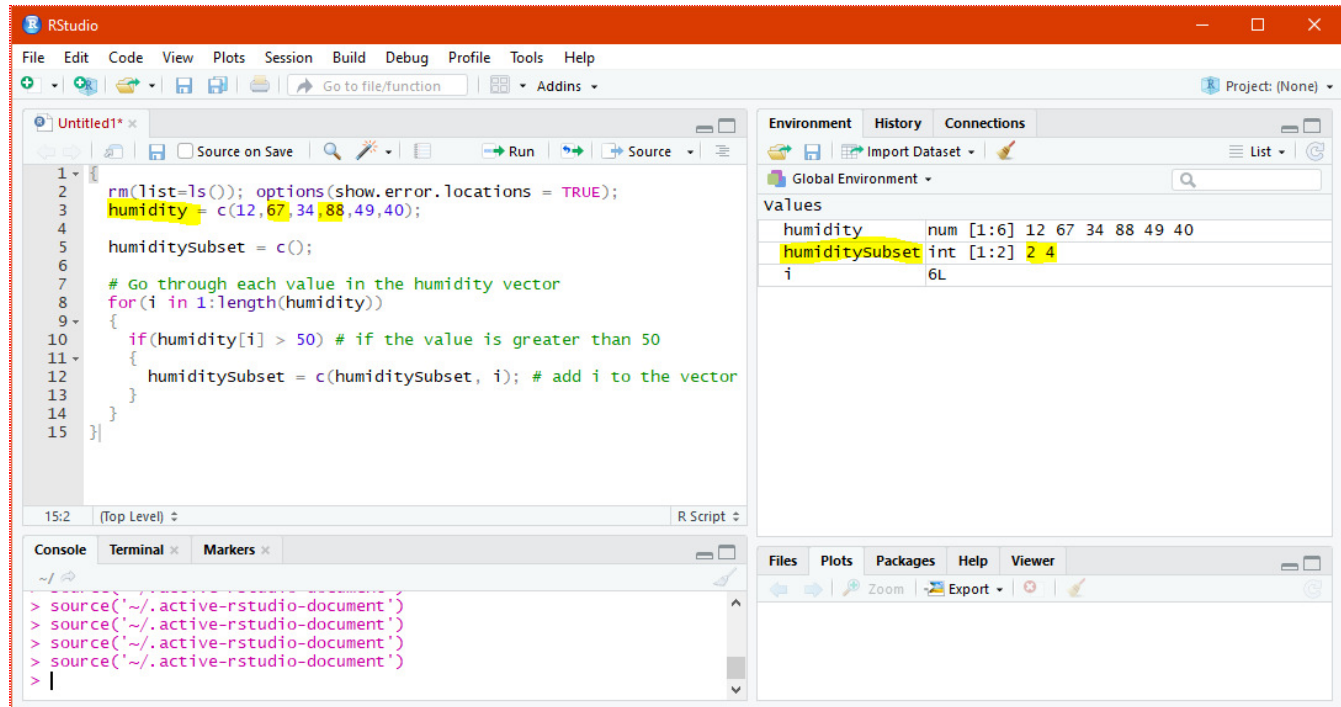 RStudio
File Edit Code View Plots Session Build Debug Profile Tools Help
Go to file/function Addins Project: (None)
Untitled1*
Source on Save Run Source
1 {
2 rm(list=ls()); options(show.error.locations = TRUE);
3 humidity = c(12,67,34,88,49,40);
4
5 humiditySubset = c();
6
7 # Go through each value in the humidity vector
8 for(i in 1:length(humidity))
9 {
10 if(humidity[i] > 50) # if the value is greater than 50
11 {
12 humiditySubset = c(humiditySubset, i); # add i to the vector
13 }
14 }
15 }
15:2 (Top Level) R Script
Console Terminal Markers
~/
> source('~/.active-rstudio-document')
> source('~/.active-rstudio-document')
> source('~/.active-rstudio-document')
> source('~/.active-rstudio-document')
>
Environment History Connections
Import Dataset List
Global Environment
Values
humidity num [1:6] 12 67 34 88 49 40
humiditySubset int [1:2] 2 4
i 6L
Files Plots Packages Help Viewer
Zoom Export